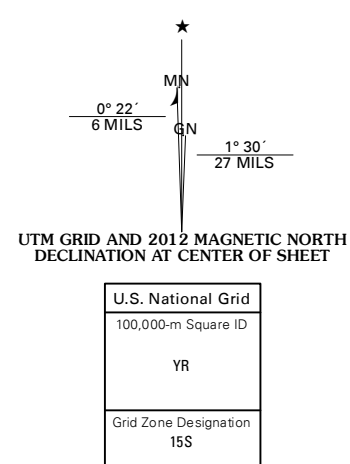 ★
MN
0° 22´
6 MILS
GN
1° 30´
27 MILS
UTM GRID AND 2012 MAGNETIC NORTH
DECLINATION AT CENTER OF SHEET
U.S. National Grid
100,000-m Square ID
YR
Grid Zone Designation
15S